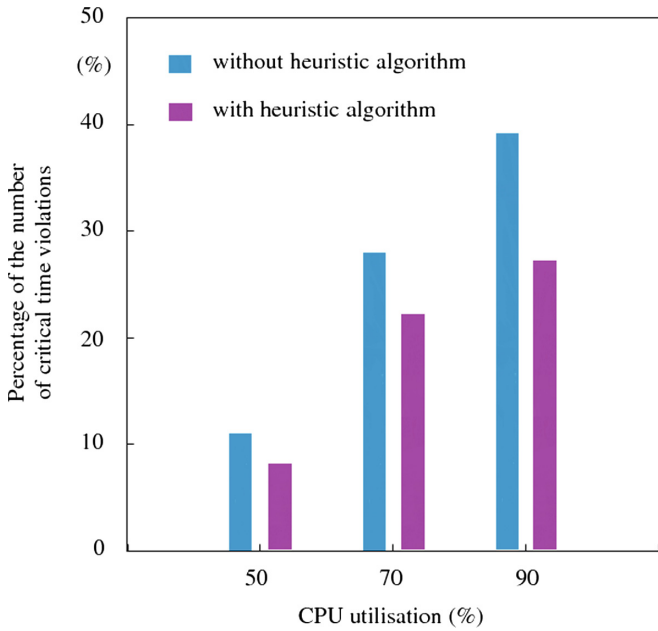 50
(%)
without heuristic algorithm
with heuristic algorithm
40
30
20
10
0
Percentage of the number
of critical time violations
50 70 90
CPU utilisation (%)